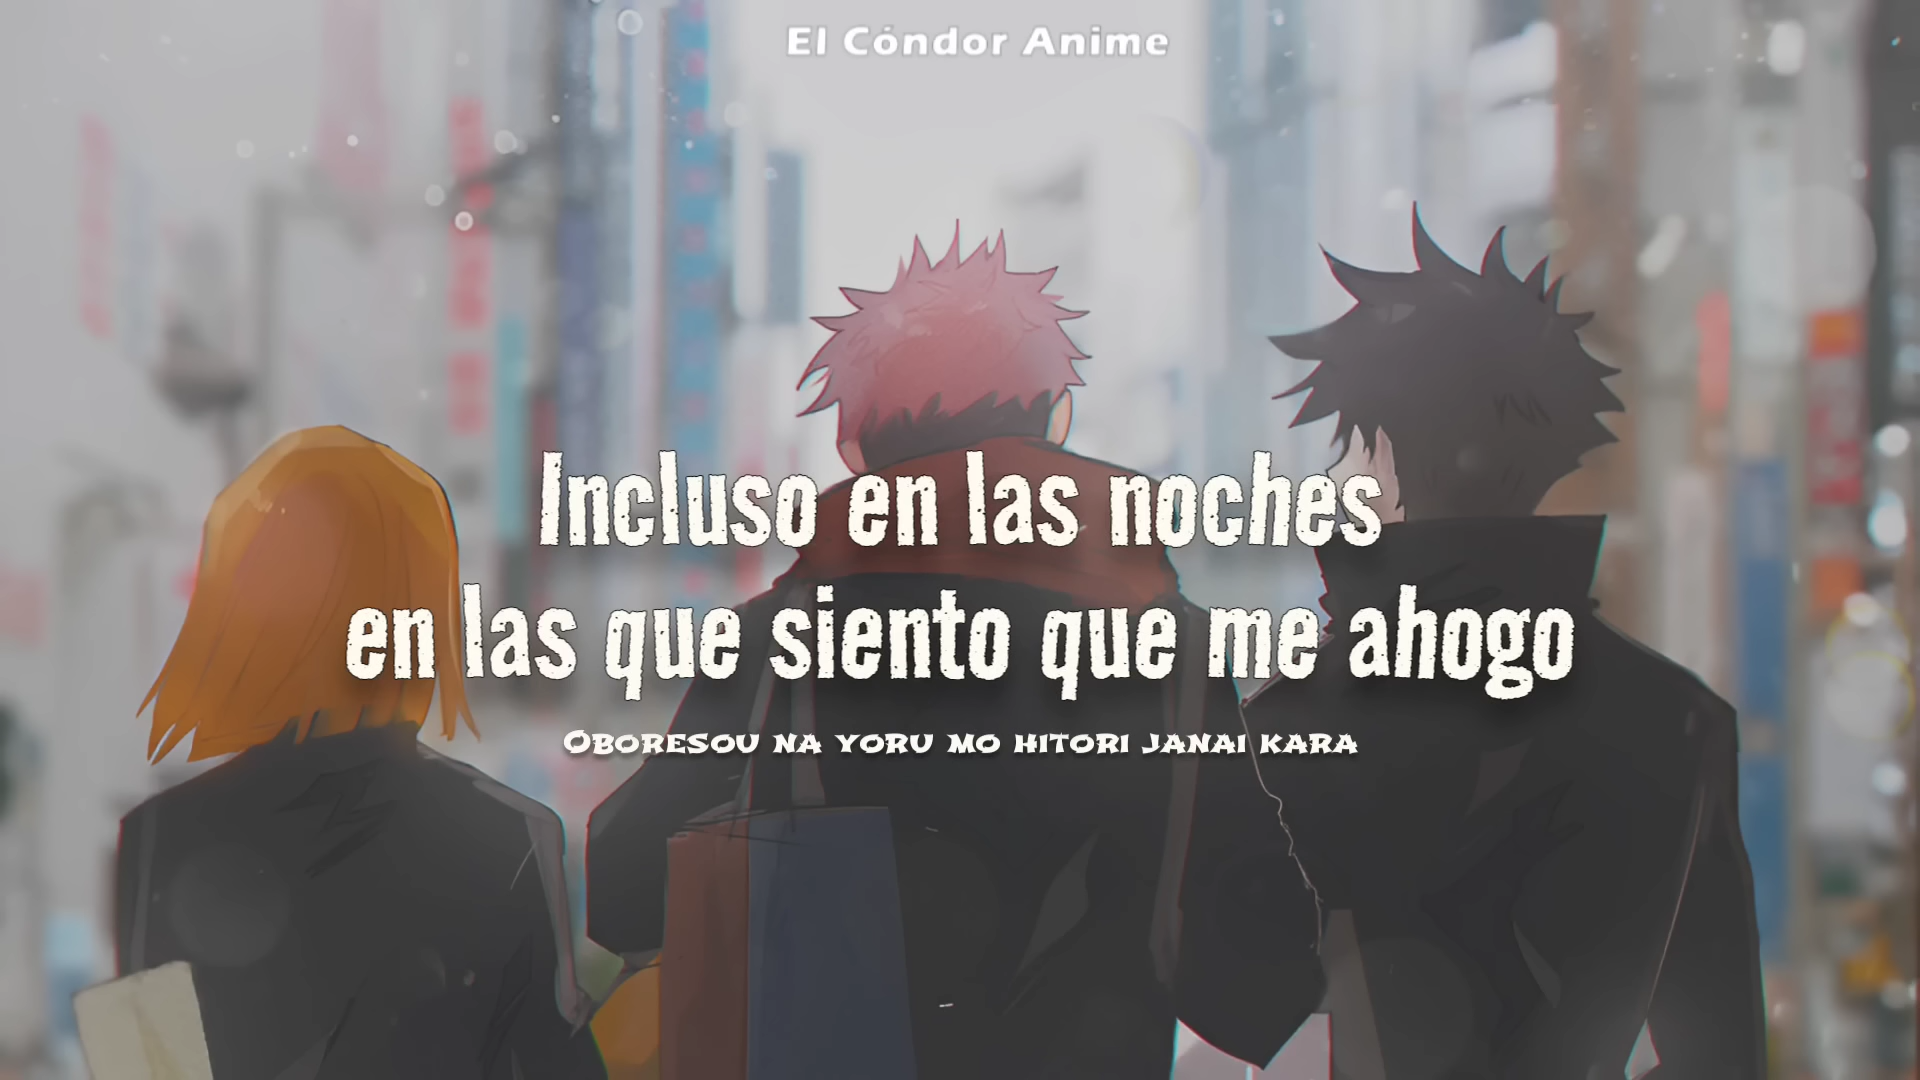 El Cóndor Anime
Incluso en las noches
en las que siento que me ahogo
Oboresou na yoru mo hitori janai kara